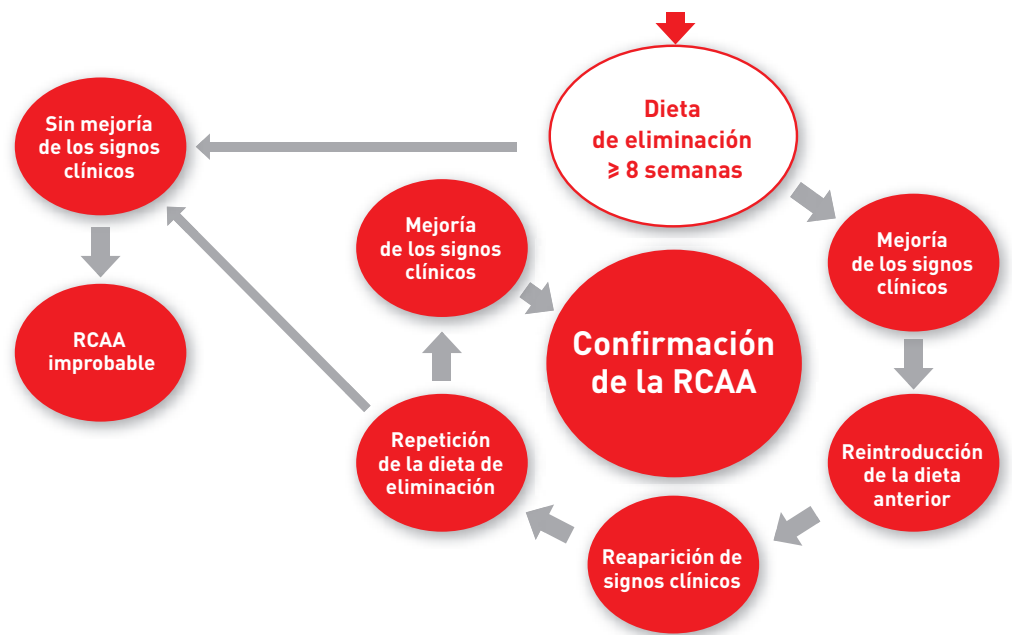 Dieta
de eliminación
≥ 8 semanas
Sin mejoría
de los signos
clínicos
RCAA
improbable
Mejoría
de los signos
clínicos
Reintroducción
de la dieta
anterior
Reaparición de
signos clínicos
Repetición
de la dieta de
eliminación
Mejoría
de los signos
clínicos
Confirmación
de la RCAA